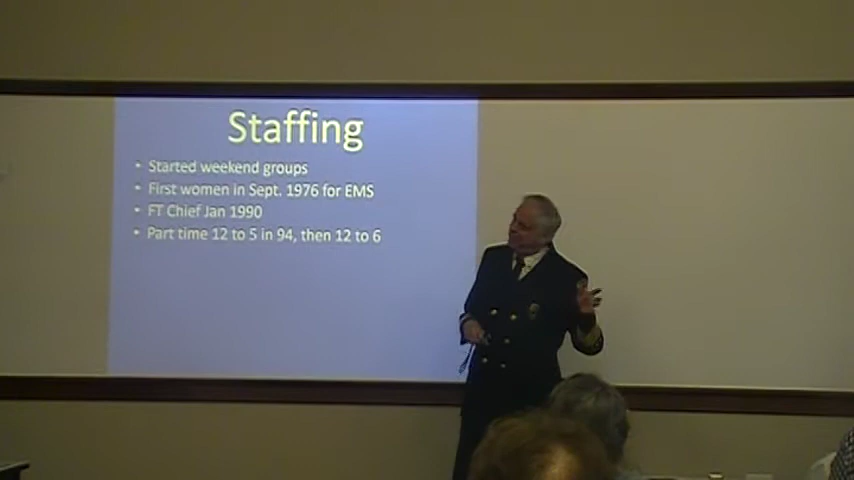 Staffing
• Started weekend groups
• First women in Sept. 1976 for EMS
• FT Chief Jan 1990
• Part time 12 to 5 in 94, then 12 to 6